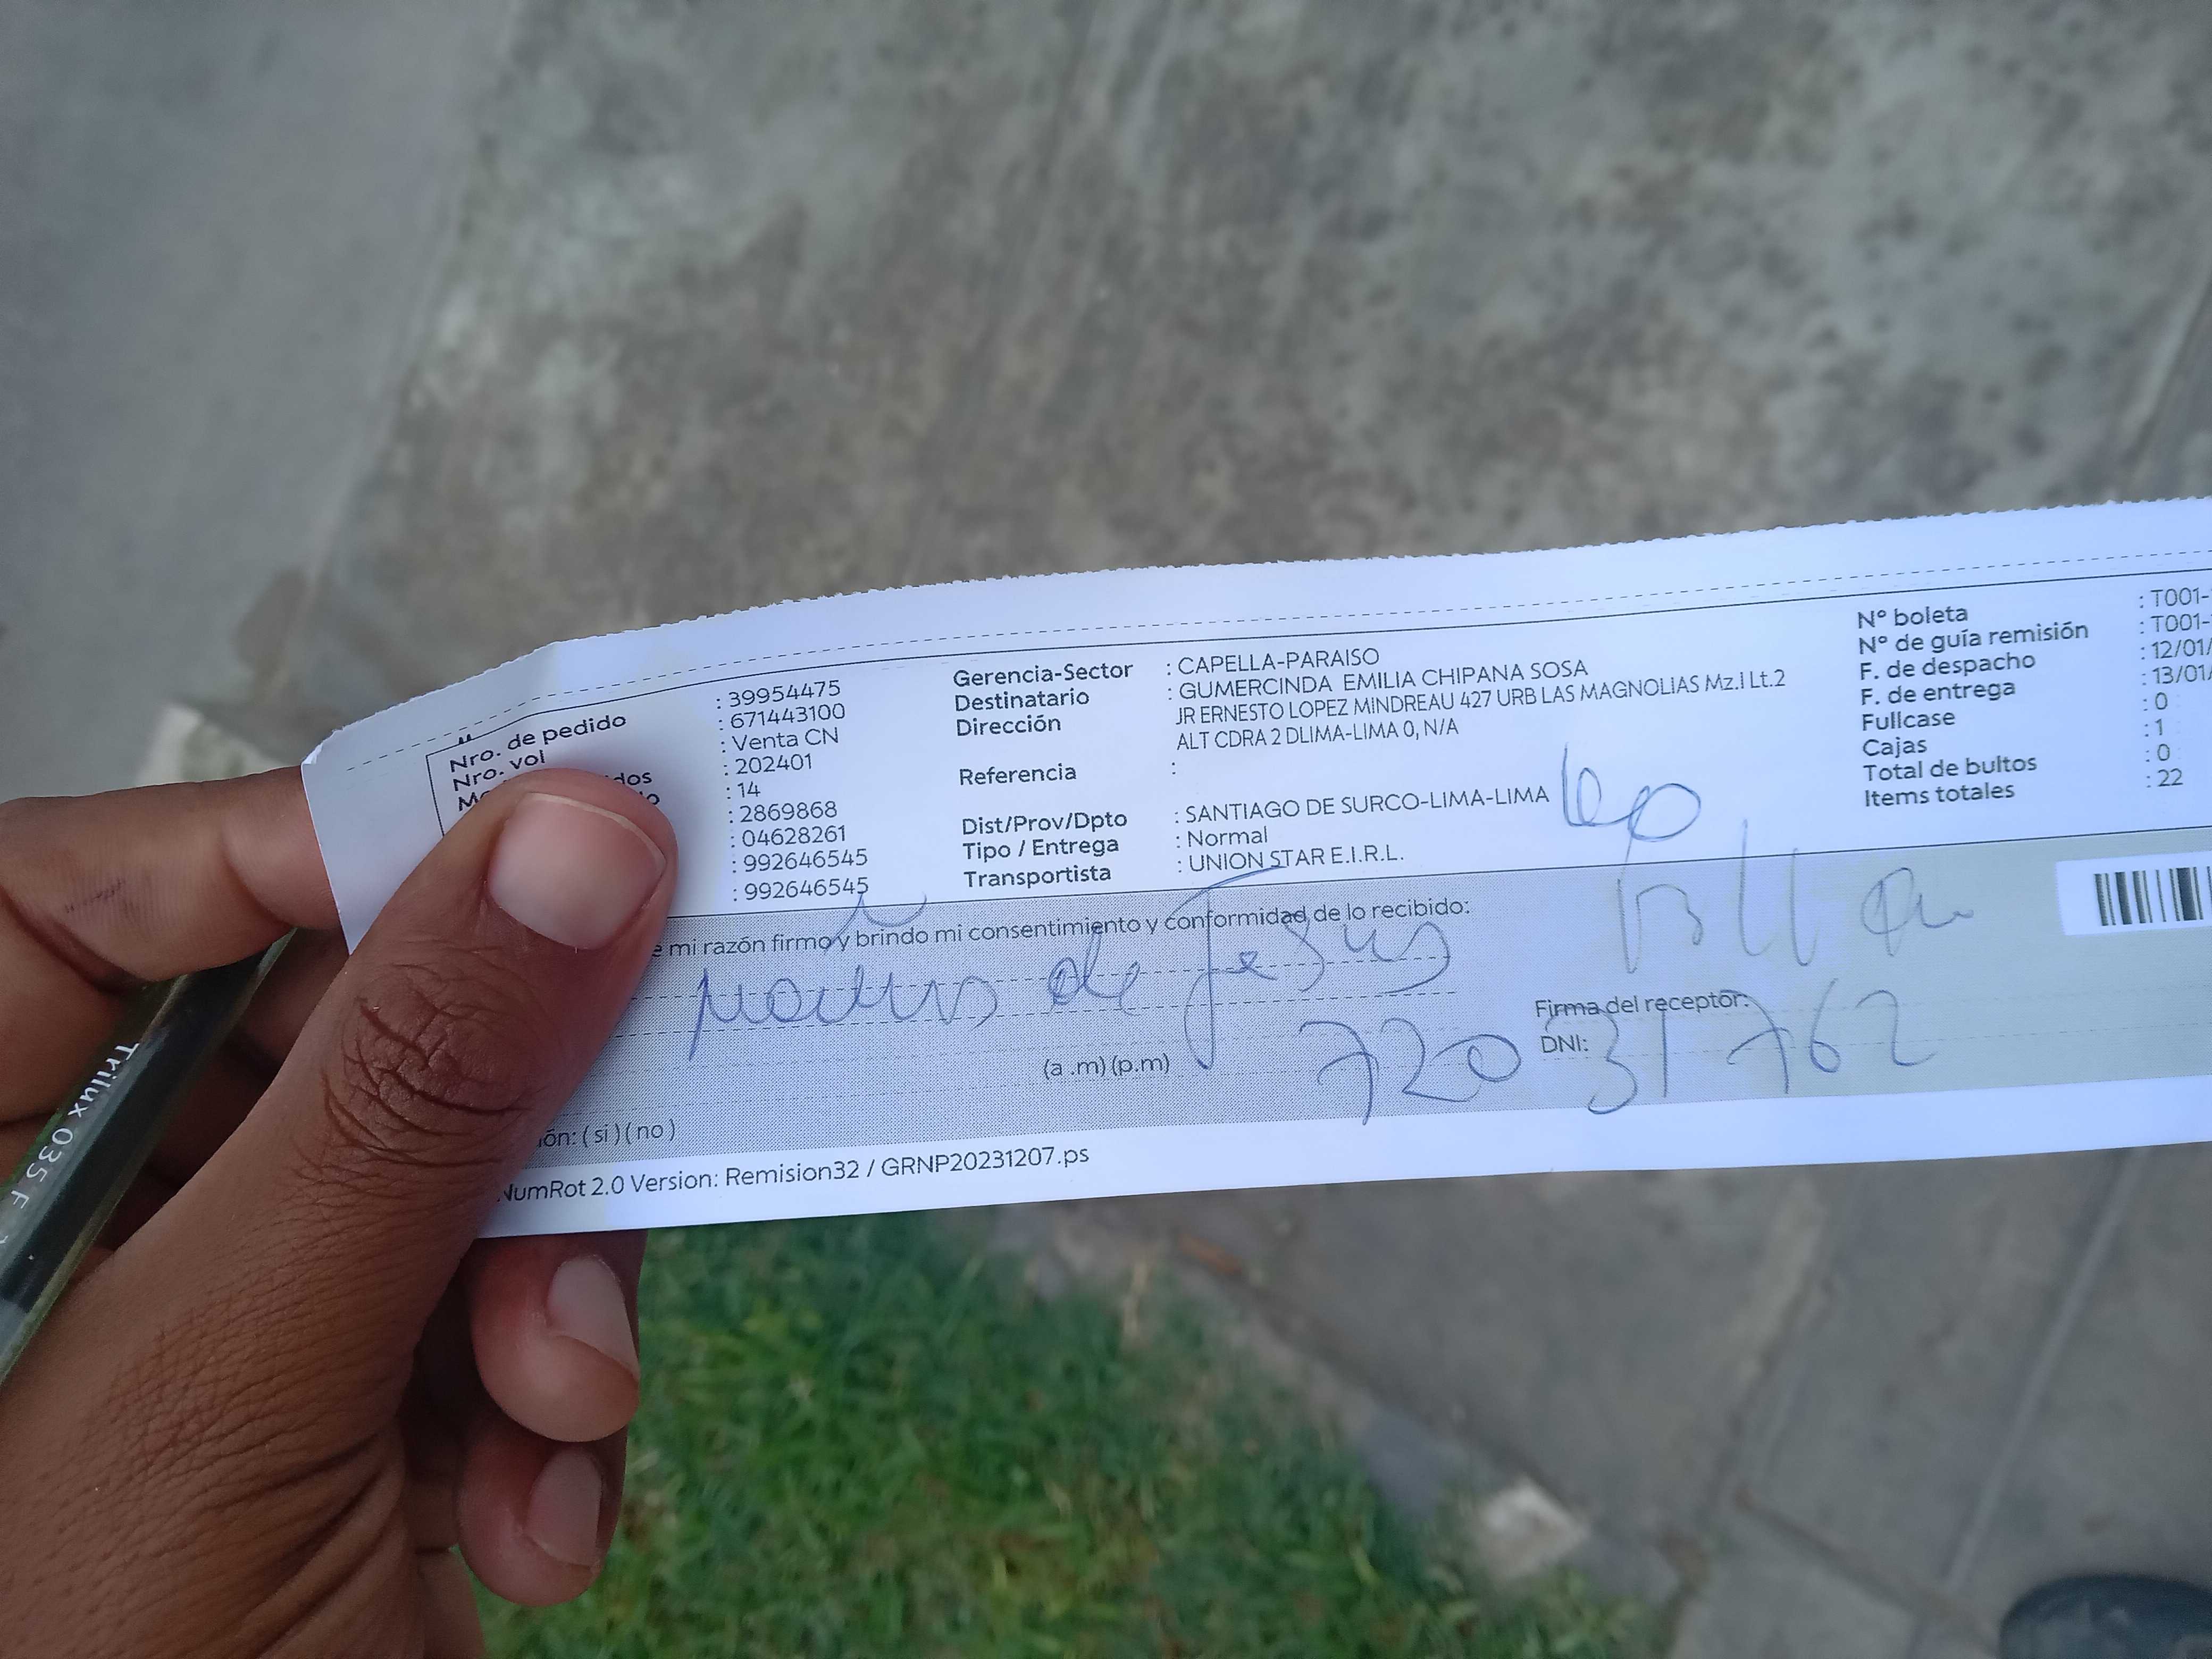 Nro. de pedido : 39954475
Nro. vol : 671443100
: Venta CN
: 202401
: 14
: 2869868
: 04628261
: 992646545
: 992646545
Gerencia-Sector : CAPELLA-PARAISO
Destinatario : GUMERCINDA EMILIA CHIPANA SOSA
Dirección JR ERNESTO LOPEZ MINDREAU 427 URB LAS MAGNOLIAS Mz.I Lt.2
ALT CDRA 2 DLIMA-LIMA 0, N/A
Referencia :
Dist/Prov/Dpto : SANTIAGO DE SURCO-LIMA-LIMA
Tipo / Entrega : Normal
Transportista : UNION STAR E.I.R.L.
Nº boleta : T001-
Nº de guía remisión : T001-
F. de despacho : 12/01/
F. de entrega : 13/01/
Fullcase : 0
Cajas : 1
Total de bultos : 0
Items totales : 22
e mi razón firmo y brindo mi consentimiento y conformidad de lo recibido:
de Jesus
Firma del receptor:
DNI: 72031762
(a .m) (p.m)
ión: ( si ) ( no )
NumRot 2.0 Version: Remision32 / GRNP20231207.ps
Trilux 035 F